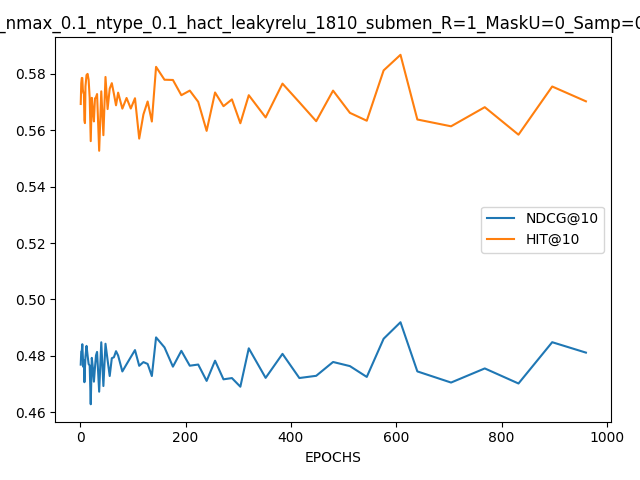 _nmax_0.1_ntype_0.1_hact_leakyrelu_1810_submen_R=1_MaskU=0_Samp=0
0.58
0.56
0.54
0.52
0.50
0.48
0.46
NDCG@10
HIT@10
0 200 400 600 800 1000
EPOCHS